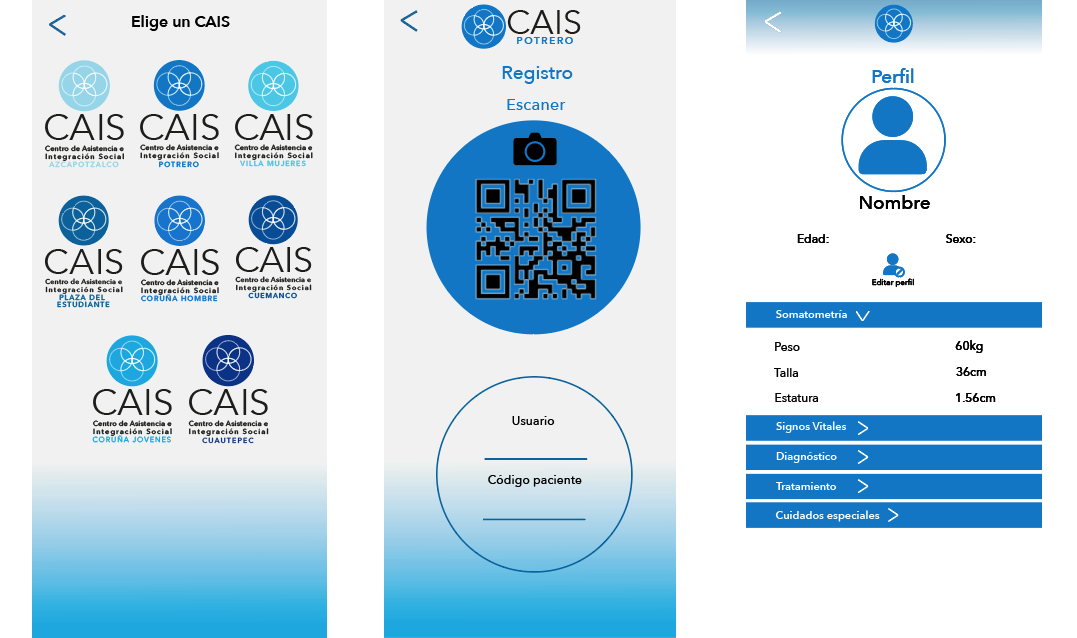 Elige un CAIS
CAIS
Centro de Asistencia e
Integración Social
AZCAPOTZALCO
CAIS
Centro de Asistencia e
Integración Social
POTRERO
CAIS
Centro de Asistencia e
Integración Social
VILLA MUJERES
CAIS
Centro de Asistencia e
Integración Social
PLAZA DEL
ESTUDIANTE
CAIS
Centro de Asistencia e
Integración Social
CORUÑA HOMBRE
CAIS
Centro de Asistencia e
Integración Social
CUEMANCO
CAIS
Centro de Asistencia e
Integración Social
CORUÑA JOVENES
CAIS
Centro de Asistencia e
Integración Social
CUAUTEPEC
CAIS
POTRERO
Registro
Escaner
Usuario
Código paciente
Perfil
Nombre
Edad: Sexo:
Editar perfil
Somatometría
Peso 60kg
Talla 36cm
Estatura 1.56cm
Signos Vitales
Diagnóstico
Tratamiento
Cuidados especiales